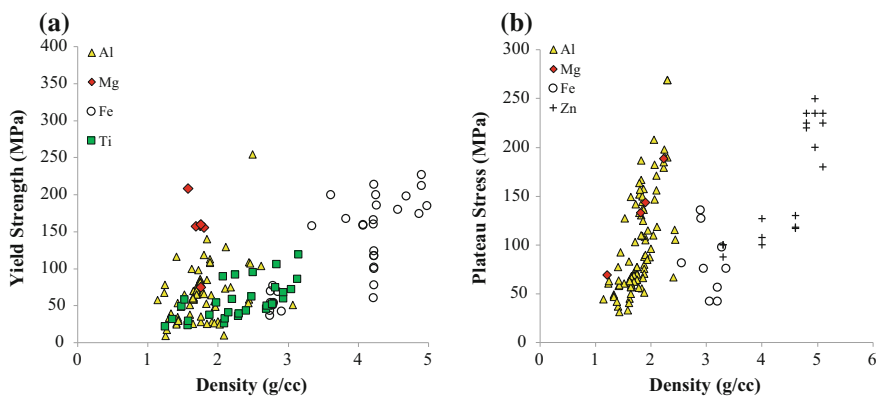 (a)
400
350
300
250
200
150
100
50
0
Yield Strength (MPa)
Al
Mg
Fe
Ti
0 1 2 3 4 5
Density (g/cc)
(b)
300
250
200
150
100
50
0
Plateau Stress (MPa)
Al
Mg
Fe
Zn
0 1 2 3 4 5 6
Density (g/cc)